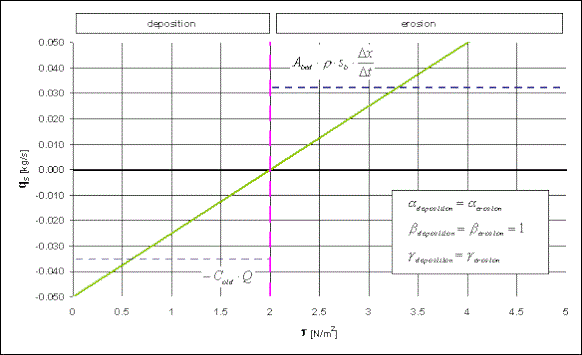 deposition erosion
0.050
0.040
0.030
0.020
0.010
0.000
-0.010
-0.020
-0.030
-0.040
-0.050
qs [kg/s]
A_bed · ρ · s_b · Δx/Δt
α_deposition = α_erosion
β_deposition = β_erosion = 1
γ_deposition = γ_erosion
−C_old · Q
0 0.5 1 1.5 2 2.5 3 3.5 4 4.5 5
τ [N/m²]